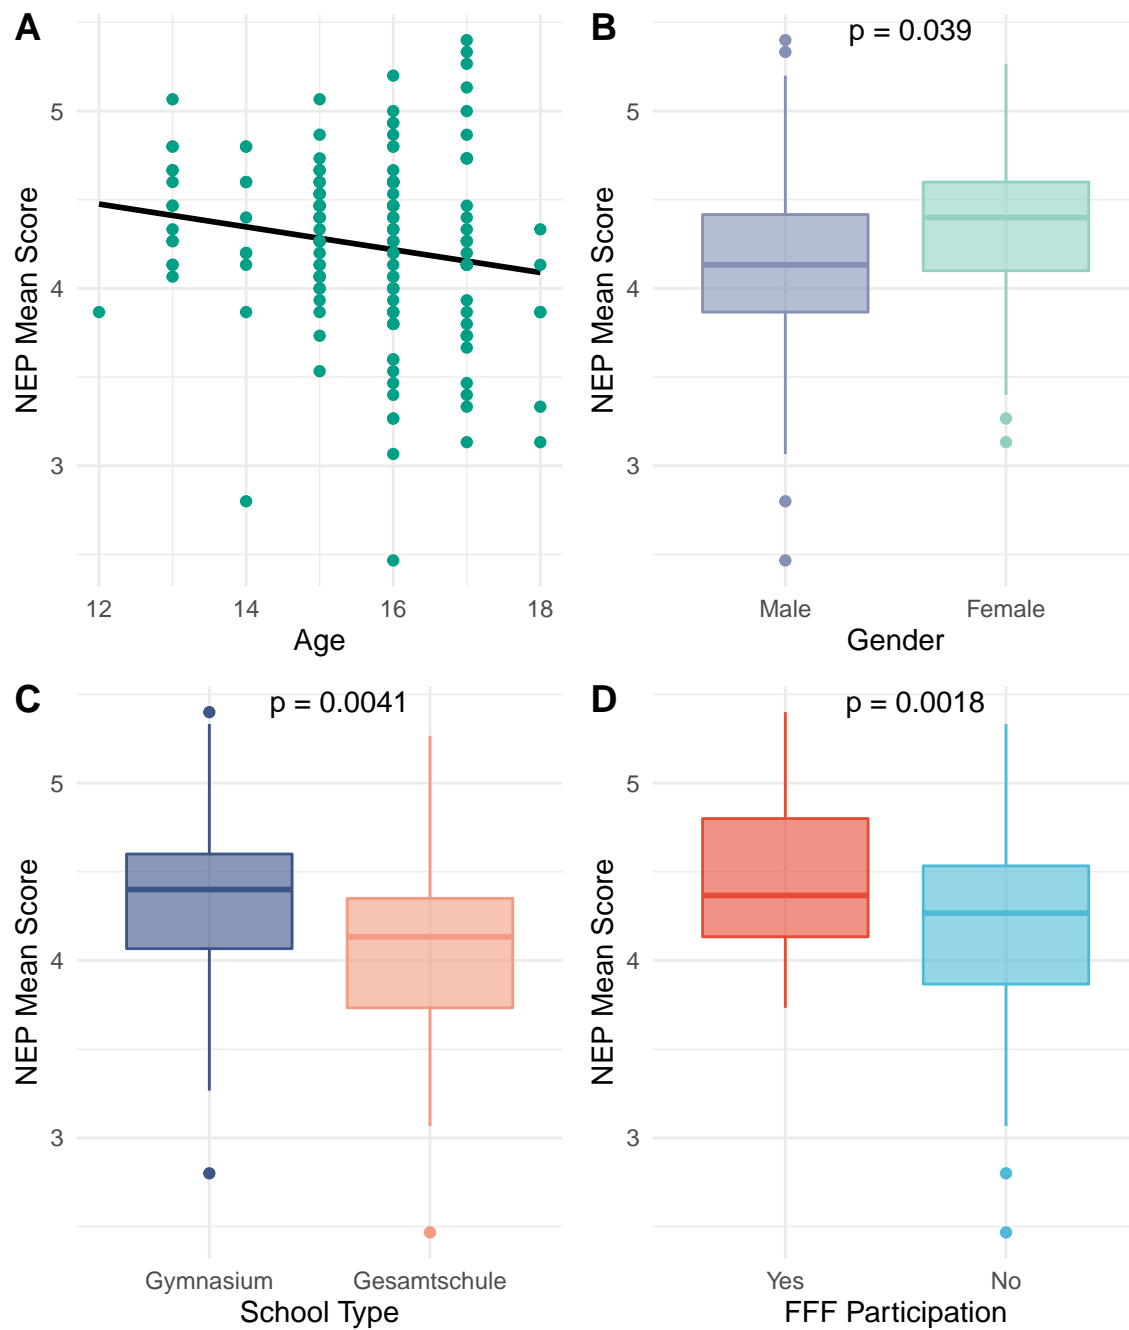 A
NEP Mean Score
5
4
3
12 14 16 18
Age
B
p = 0.039
NEP Mean Score
5
4
3
Male Female
Gender
C
p = 0.0041
NEP Mean Score
5
4
3
Gymnasium Gesamtschule
School Type
D
p = 0.0018
NEP Mean Score
5
4
3
Yes No
FFF Participation